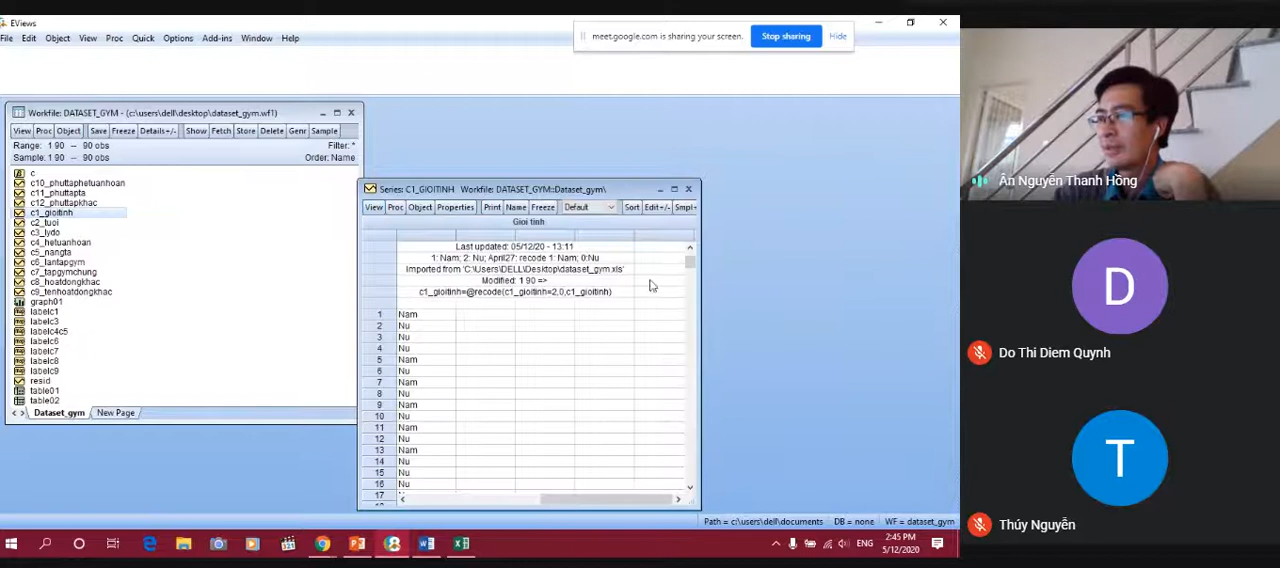 EViews
File Edit Object View Proc Quick Options Add-ins Window Help
meet.google.com is sharing your screen. Stop sharing Hide
Workfile: DATASET_GYM - (c:\users\dell\desktop\dataset_gym.wf1)
View Proc Object Save Freeze Details+/- Show Fetch Store Delete Genr Sample
Range: 1 90 -- 90 obs Filter: *
Sample: 1 90 -- 90 obs Order: Name
c
c10_phuttaphetuanhoan
c11_phuttapta
c12_phuttapkhac
c1_gioitinh
c2_tuoi
c3_lydo
c4_hetuanhoan
c5_nangta
c6_lantapgym
c7_tapgymchung
c8_hoatdongkhac
c9_tenhoatdongkhac
graph01
labelc1
labelc3
labelc4c5
labelc6
labelc7
labelc8
labelc9
resid
table01
table02
Dataset_gym New Page
Series: C1_GIOITINH Workfile: DATASET_GYM::Dataset_gym\
View Proc Object Properties Print Name Freeze Default Sort Edit+/- Smpl+
Gioi tinh
Last updated: 05/12/20 - 13:11
1: Nam; 2: Nu; April27: recode 1: Nam; 0:Nu
Imported from 'C:\Users\DELL\Desktop\dataset_gym.xls'
Modified: 1 90 =>
c1_gioitinh=@recode(c1_gioitinh=2,0,c1_gioitinh)
1 Nam
2 Nu
3 Nu
4 Nu
5 Nam
6 Nu
7 Nam
8 Nu
9 Nam
10 Nu
11 Nam
12 Nu
13 Nam
14 Nu
15 Nu
16 Nu
17
Path = c:\users\dell\documents DB = none WF = dataset_gym
ENG
2:45 PM
5/12/2020
Ân Nguyễn Thanh Hồng
D
Do Thi Diem Quynh
T
Thúy Nguyễn